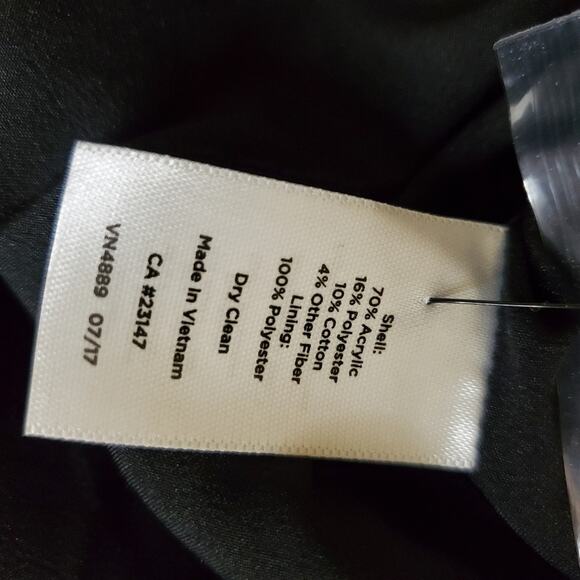 Shell:
70% Acrylic
16% Polyester
10% Cotton
4% Other Fiber
Lining:
100% Polyester
Dry Clean
Made in Vietnam
CA #23147
VN4889 07/17